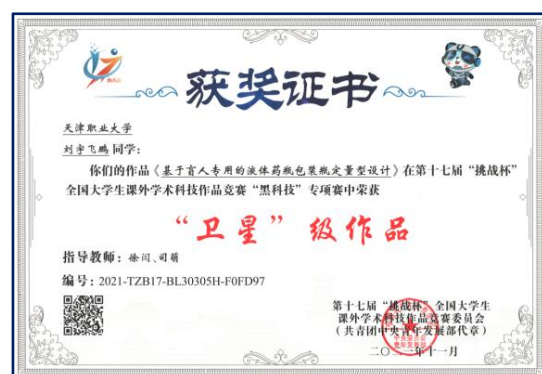 获奖证书
天津职业大学
刘宇飞鹏 同学：
你们的作品《基于盲人专用的液体药瓶包装瓶定量型设计》在第十七届“挑战杯”
全国大学生课外学术科技作品竞赛“黑科技”专项赛中荣获
“卫星”级作品
指导教师：徐闫、司萌
编号：2021-TZB17-BL30305H-F0FD97
第十七届“挑战杯”全国大学生
课外学术科技作品竞赛委员会
（共青团中央青年发展部代章）
二〇二一年十一月